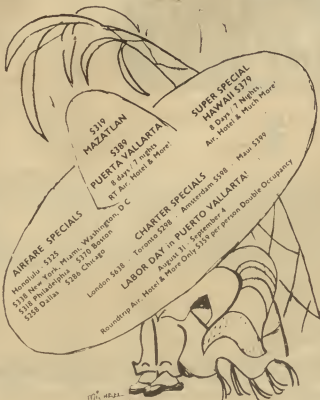 $319
MAZATLAN
$389
PUERTA VALLARTA
8 days / 7 nights
RT Air, Hotel & More!
SUPER SPECIAL
HAWAII $379
8 Days / 7 Nights,
Air, Hotel & Much More!
AIRFARE SPECIALS
Honolulu $325
$338 New York, Miami, Washington, D C
$318 Philadelphia $370 Boston
$258 Dallas $286 Chicago
CHARTER SPECIALS
London $638 Toronto $298 Amsterdam $598 Maui $399
LABOR DAY in PUERTO VALLARTA!
August 31 - September
Roundtrip Air, Hotel & More Only $359 per person Double Occupancy